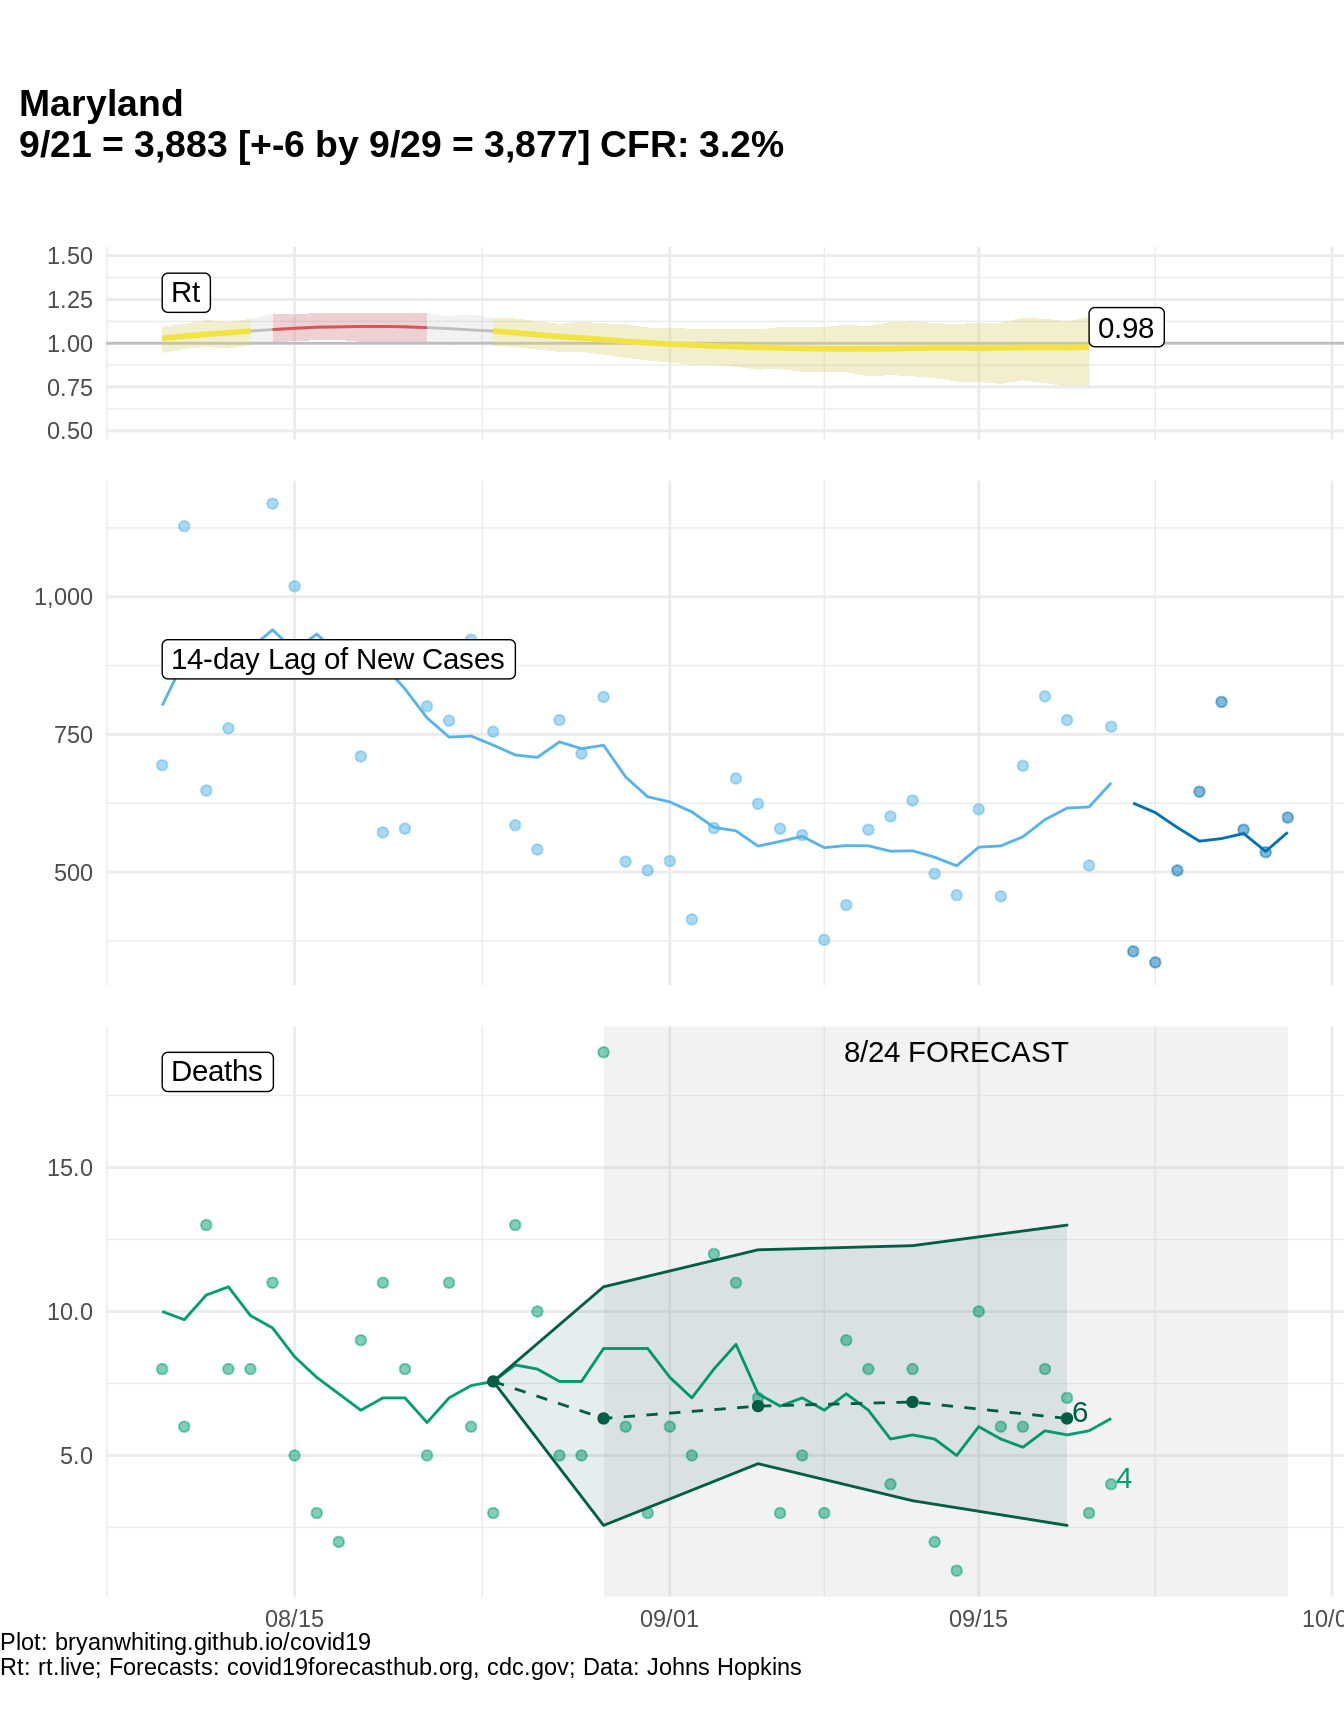 Maryland
9/21 = 3,883 [+-6 by 9/29 = 3,877] CFR: 3.2%
1.50
1.25
1.00
0.75
0.50
Rt
0.98
1,000
750
500
14-day Lag of New Cases
Deaths
8/24 FORECAST
15.0
10.0
5.0
6
4
08/15
09/01
09/15
10/0
Plot: bryanwhiting.github.io/covid19
Rt: rt.live; Forecasts: covid19forecasthub.org, cdc.gov; Data: Johns Hopkins